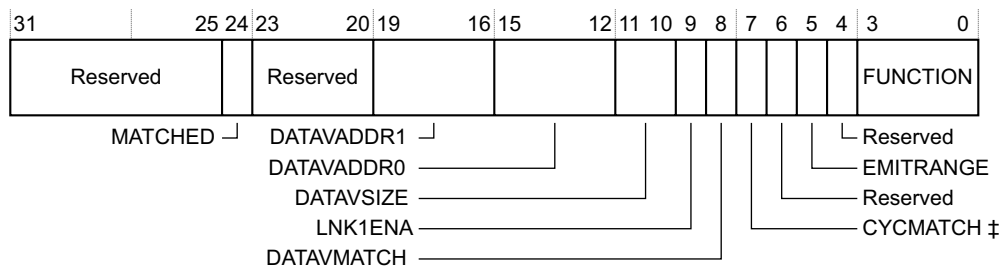 31 25 24 23 20 19 16 15 12 11 10 9 8 7 6 5 4 3 0
Reserved Reserved FUNCTION
MATCHED DATAVADDR1 Reserved
DATAVADDR0 EMITRANGE
DATAVSIZE Reserved
LNK1ENA CYCMATCH ‡
DATAVMATCH